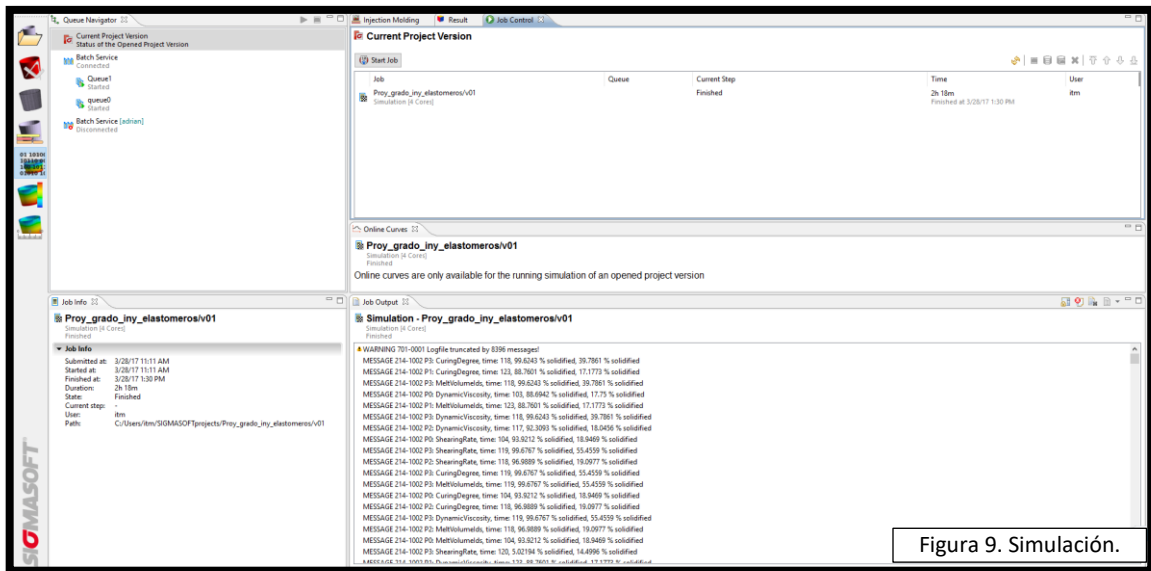 Queue Navigator
Current Project Version
Status of the Opened Project Version
Batch Service
Connected
Queue1
Started
queue0
Started
Batch Service [adrian]
Disconnected
Injection Molding
Result
Job Control
Current Project Version
Start Job
Job Queue Current Step Time User
Proy_grado_iny_elastomeros/v01 Finished 2h 18m itm
Simulation [4 Cores] Finished at 3/28/17 1:30 PM
Online Curves
Proy_grado_iny_elastomeros/v01
Simulation [4 Cores]
Finished
Online curves are only available for the running simulation of an opened project version
Job Info
Proy_grado_iny_elastomeros/v01
Simulation [4 Cores]
Finished
Job Info
Submitted at: 3/28/17 11:11 AM
Started at: 3/28/17 11:11 AM
Finished at: 3/28/17 1:30 PM
Duration: 2h 18m
State: Finished
Current step: -
User: itm
Path: C:/Users/itm/SIGMASOFTprojects/Proy_grado_iny_elastomeros/v01
Job Output
Simulation - Proy_grado_iny_elastomeros/v01
Simulation [4 Cores]
Finished
WARNING 701-0001 Logfile truncated by 8396 messages!
MESSAGE 214-1002 P3: CuringDegree, time: 118, 99.6243 % solidified, 39.7861 % solidified
MESSAGE 214-1002 P1: CuringDegree, time: 123, 88.7601 % solidified, 17.1773 % solidified
MESSAGE 214-1002 P3: MeltVolumeIds, time: 118, 99.6243 % solidified, 39.7861 % solidified
MESSAGE 214-1002 P0: DynamicViscosity, time: 103, 88.6942 % solidified, 17.75 % solidified
MESSAGE 214-1002 P1: MeltVolumeIds, time: 123, 88.7601 % solidified, 17.1773 % solidified
MESSAGE 214-1002 P3: DynamicViscosity, time: 118, 99.6243 % solidified, 39.7861 % solidified
MESSAGE 214-1002 P2: DynamicViscosity, time: 117, 92.3093 % solidified, 18.0456 % solidified
MESSAGE 214-1002 P0: ShearingRate, time: 104, 93.9212 % solidified, 18.9469 % solidified
MESSAGE 214-1002 P3: ShearingRate, time: 119, 99.6767 % solidified, 55.4559 % solidified
MESSAGE 214-1002 P2: ShearingRate, time: 118, 96.9889 % solidified, 19.0977 % solidified
MESSAGE 214-1002 P3: CuringDegree, time: 119, 99.6767 % solidified, 55.4559 % solidified
MESSAGE 214-1002 P3: MeltVolumeIds, time: 119, 99.6767 % solidified, 55.4559 % solidified
MESSAGE 214-1002 P0: CuringDegree, time: 104, 93.9212 % solidified, 18.9469 % solidified
MESSAGE 214-1002 P2: CuringDegree, time: 118, 96.9889 % solidified, 19.0977 % solidified
MESSAGE 214-1002 P3: DynamicViscosity, time: 119, 99.6767 % solidified, 55.4559 % solidified
MESSAGE 214-1002 P2: MeltVolumeIds, time: 118, 96.9889 % solidified, 19.0977 % solidified
MESSAGE 214-1002 P0: MeltVolumeIds, time: 104, 93.9212 % solidified, 18.9469 % solidified
MESSAGE 214-1002 P3: ShearingRate, time: 120, 5.02194 % solidified, 14.4996 % solidified
MESSAGE 214-1002 P1: DynamicViscosity, time: 123, 88.7601 % solidified, 17.1773 % solidified
SIGMASOFT
Figura 9. Simulación.